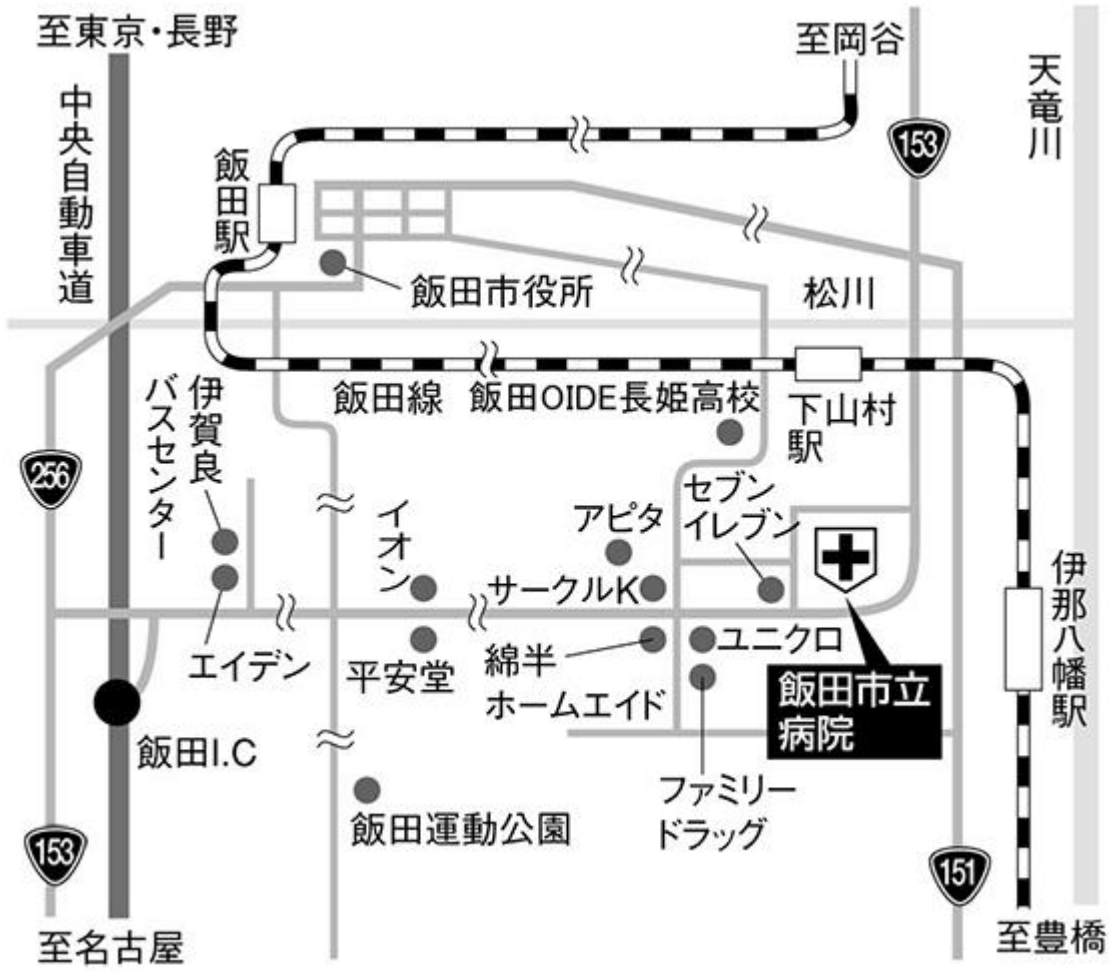 至東京・長野
中央自動車道
至岡谷
天竜川
153
飯田駅
飯田市役所
松川
飯田線
飯田OIDE長姫高校
下山村
駅
256
伊賀良
バスセンター
イオン
アピタ
セブン
イレブン
サークルK
エイデン
平安堂
綿半
ホームエイド
ユニクロ
飯田市立
病院
伊那八幡駅
飯田I.C
ファミリー
ドラッグ
飯田運動公園
153
151
至名古屋
至豊橋